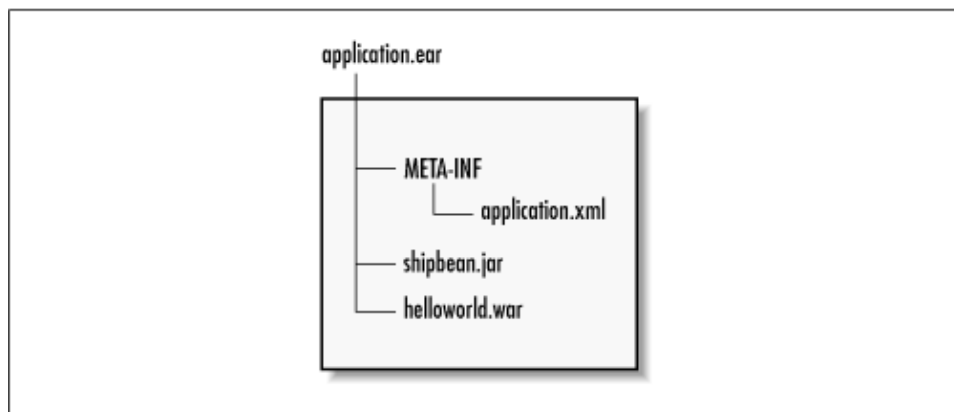 application.ear
META-INF
application.xml
shipbean.jar
helloworld.war